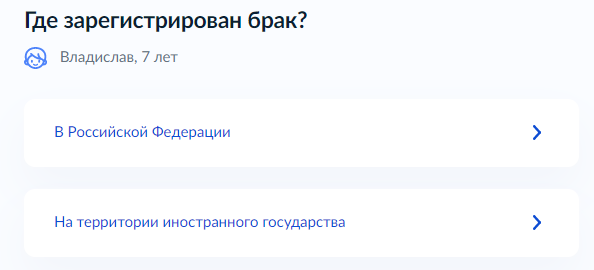 Где зарегистрирован брак?
Владислав, 7 лет
В Российской Федерации
На территории иностранного государства